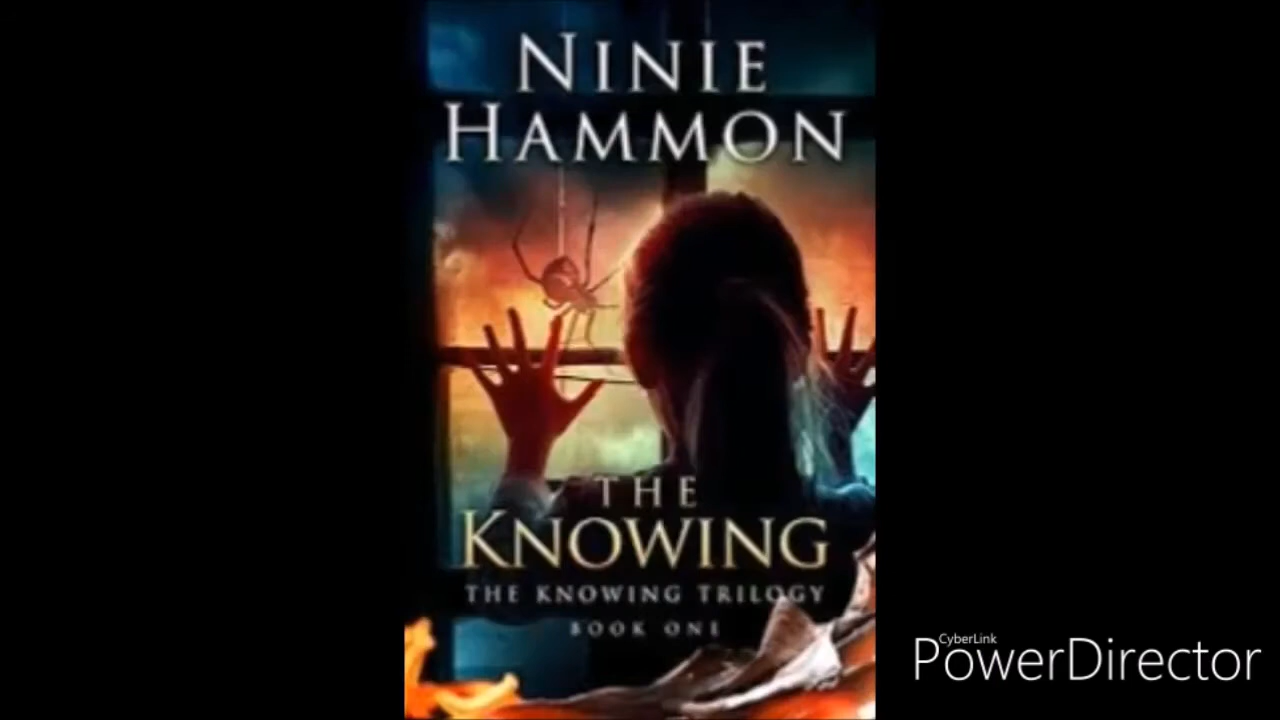 NINIE
HAMMON
THE
KNOWING
THE KNOWING TRILOGY
BOOK ONE
CyberLink
PowerDirector